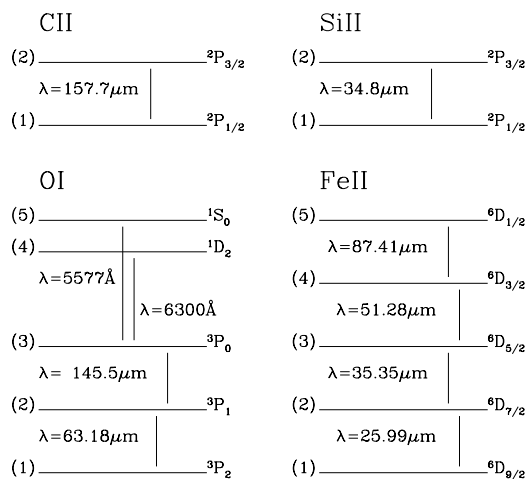 CII
(2) ²P₃/₂
λ=157.7μm
(1) ²P₁/₂
SiII
(2) ²P₃/₂
λ=34.8μm
(1) ²P₁/₂
OI
(5) ¹S₀
(4) ¹D₂
λ=5577Å
λ=6300Å
(3) ³P₀
λ= 145.5μm
(2) ³P₁
λ=63.18μm
(1) ³P₂
FeII
(5) ⁶D₁/₂
λ=87.41μm
(4) ⁶D₃/₂
λ=51.28μm
(3) ⁶D₅/₂
λ=35.35μm
(2) ⁶D₇/₂
λ=25.99μm
(1) ⁶D₉/₂